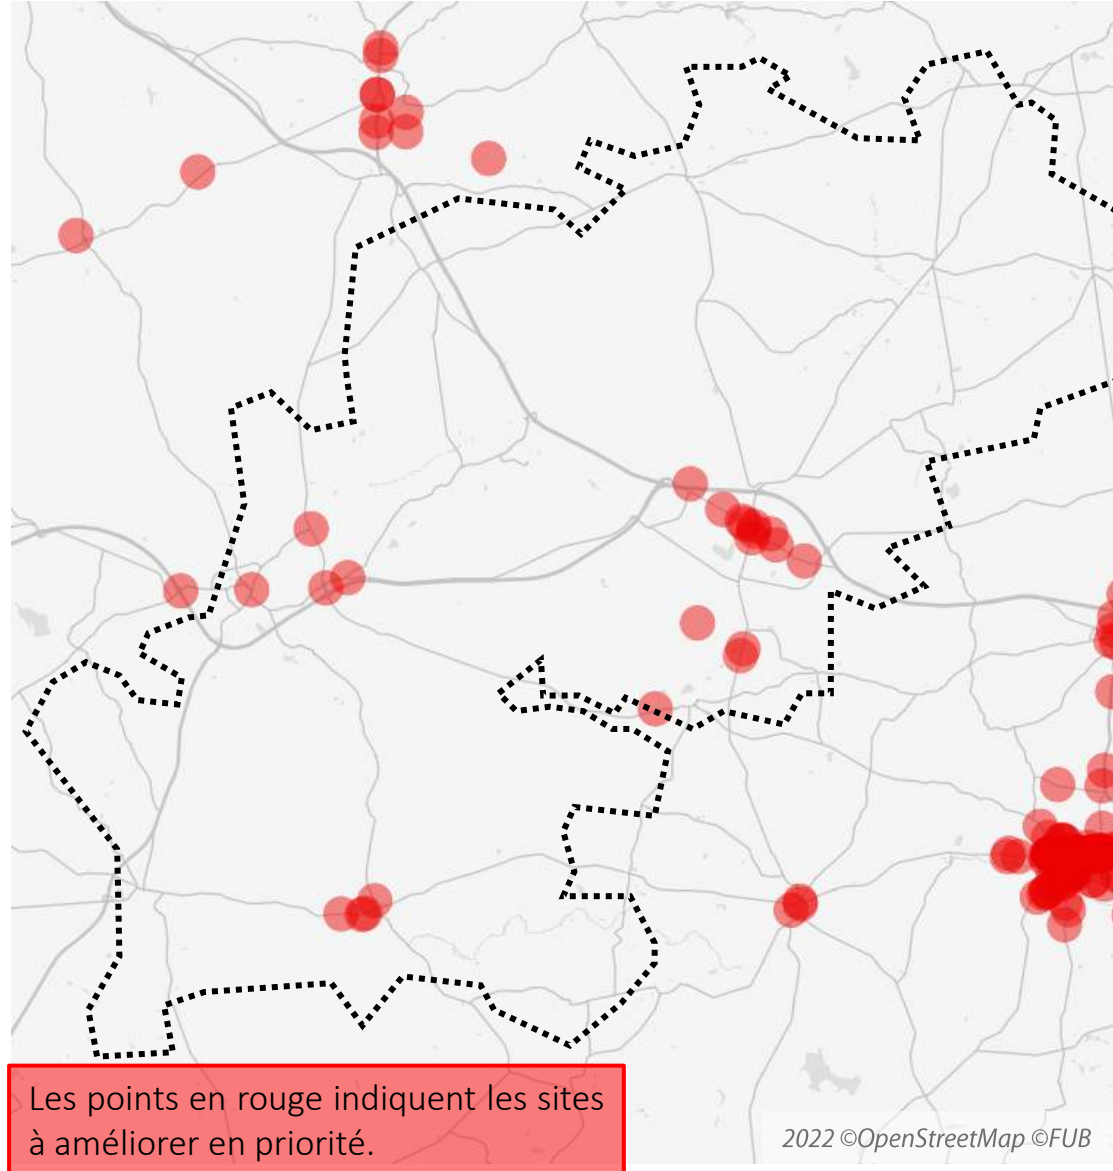 Les points en rouge indiquent les sites
à améliorer en priorité.
2022 ©OpenStreetMap ©FUB